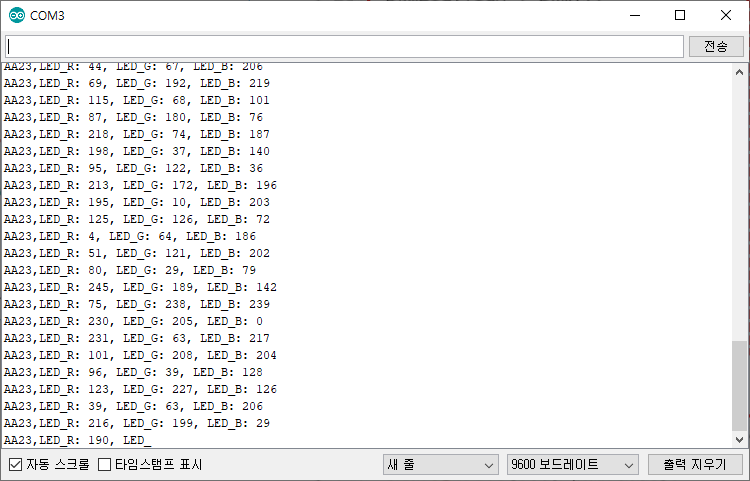 COM3
전송
AA23,LED_R: 44, LED_G: 67, LED_B: 206
AA23,LED_R: 69, LED_G: 192, LED_B: 219
AA23,LED_R: 115, LED_G: 68, LED_B: 101
AA23,LED_R: 87, LED_G: 180, LED_B: 76
AA23,LED_R: 218, LED_G: 74, LED_B: 187
AA23,LED_R: 198, LED_G: 37, LED_B: 140
AA23,LED_R: 95, LED_G: 122, LED_B: 36
AA23,LED_R: 213, LED_G: 172, LED_B: 196
AA23,LED_R: 195, LED_G: 10, LED_B: 203
AA23,LED_R: 125, LED_G: 126, LED_B: 72
AA23,LED_R: 4, LED_G: 64, LED_B: 186
AA23,LED_R: 51, LED_G: 121, LED_B: 202
AA23,LED_R: 80, LED_G: 29, LED_B: 79
AA23,LED_R: 245, LED_G: 189, LED_B: 142
AA23,LED_R: 75, LED_G: 238, LED_B: 239
AA23,LED_R: 230, LED_G: 205, LED_B: 0
AA23,LED_R: 231, LED_G: 63, LED_B: 217
AA23,LED_R: 101, LED_G: 208, LED_B: 204
AA23,LED_R: 96, LED_G: 39, LED_B: 128
AA23,LED_R: 123, LED_G: 227, LED_B: 126
AA23,LED_R: 39, LED_G: 63, LED_B: 206
AA23,LED_R: 216, LED_G: 199, LED_B: 29
AA23,LED_R: 190, LED_
자동 스크롤 타임스탬프 표시 새 줄 9600 보드레이트 출력 지우기